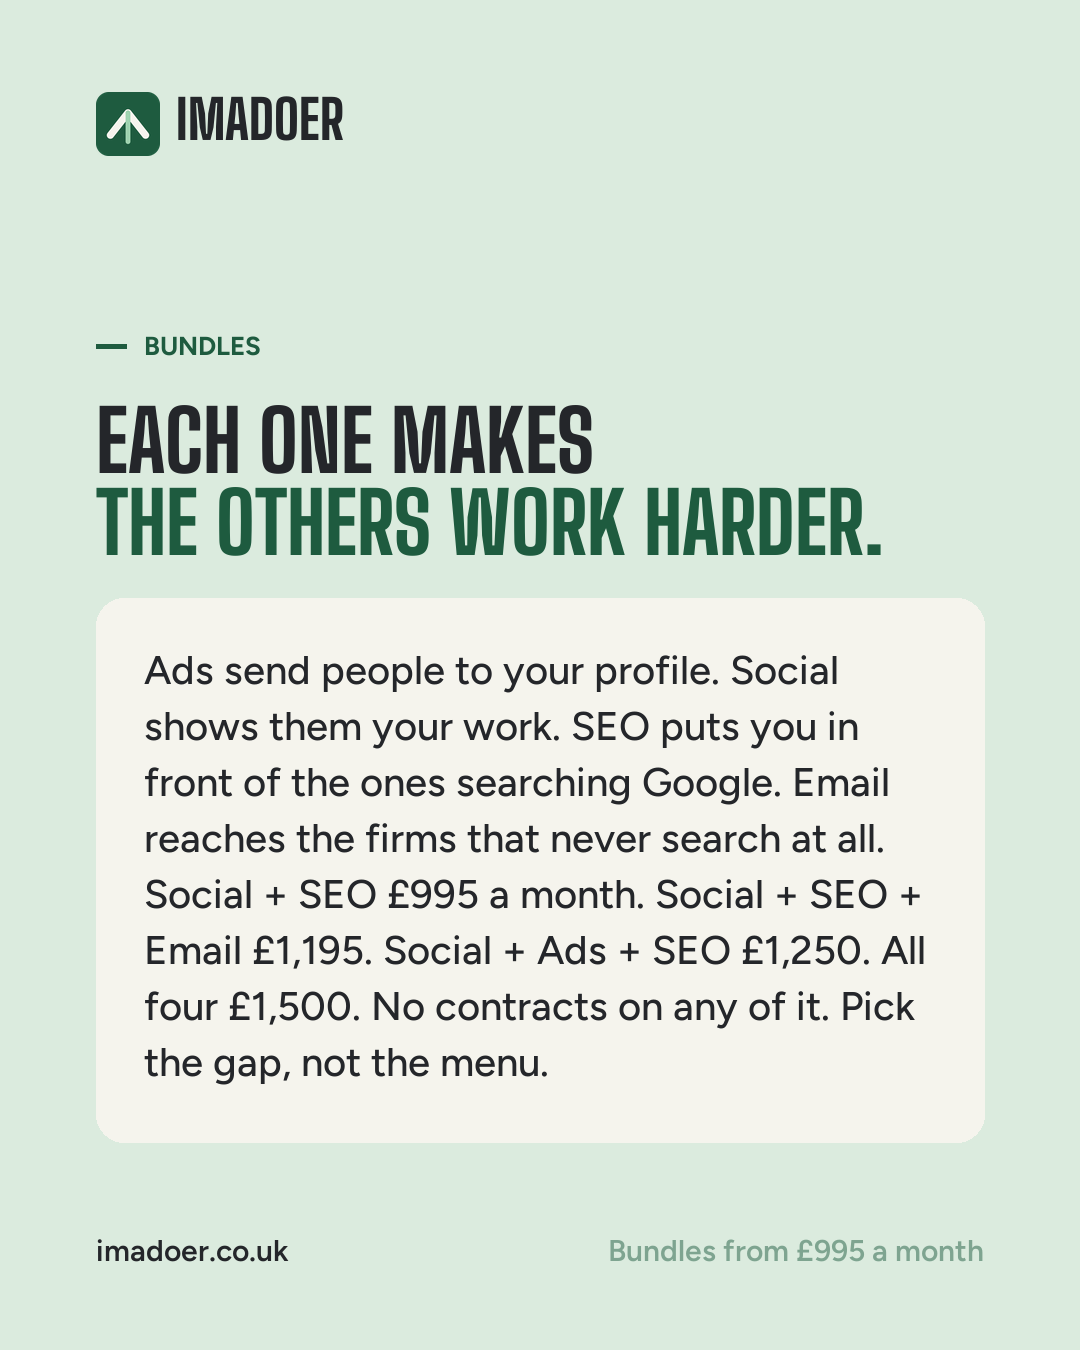 IMADOER
BUNDLES
EACH ONE MAKES
THE OTHERS WORK HARDER.
Ads send people to your profile. Social
shows them your work. SEO puts you in
front of the ones searching Google. Email
reaches the firms that never search at all.
Social + SEO £995 a month. Social + SEO +
Email £1,195. Social + Ads + SEO £1,250. All
four £1,500. No contracts on any of it. Pick
the gap, not the menu.
imadoer.co.uk
Bundles from £995 a month